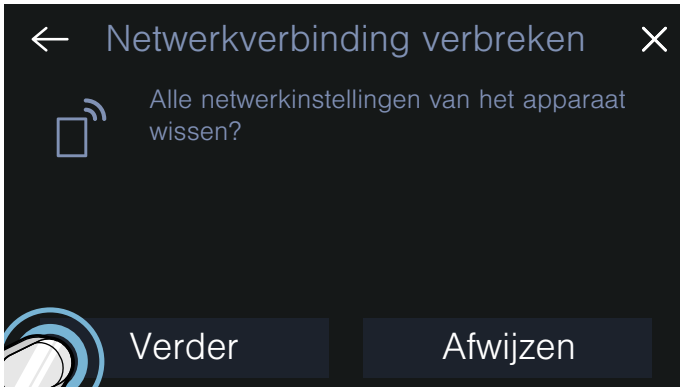 Netwerkverbinding verbreken
Alle netwerkinstellingen van het apparaat
wissen?
Verder
Afwijzen